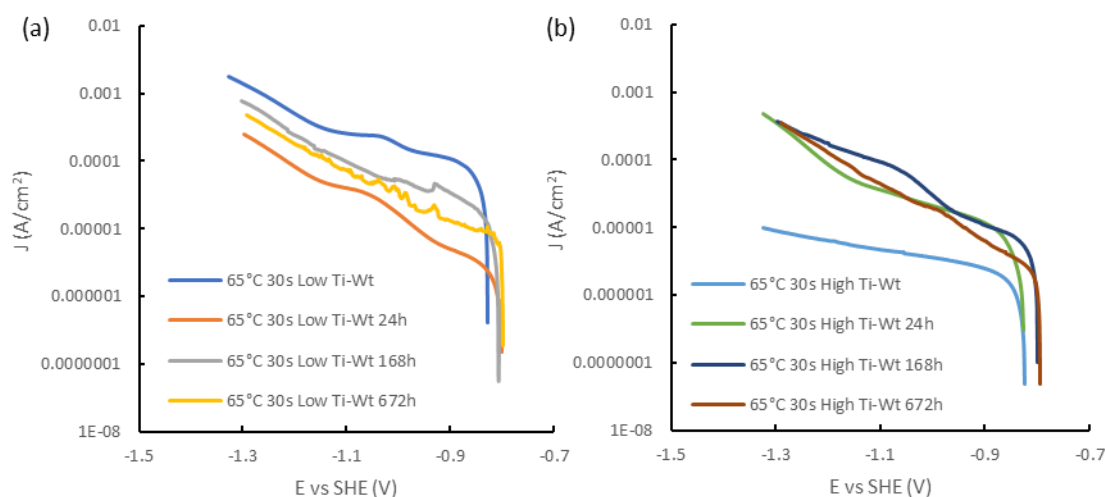 (a)
0.01
0.001
0.0001
0.00001
0.000001
0.0000001
1E-08
J (A/cm²)
65°C 30s Low Ti-Wt
65°C 30s Low Ti-Wt 24h
65°C 30s Low Ti-Wt 168h
65°C 30s Low Ti-Wt 672h
-1.5 -1.3 -1.1 -0.9 -0.7
E vs SHE (V)
(b)
0.01
0.001
0.0001
0.00001
0.000001
0.0000001
1E-08
J (A/cm²)
65°C 30s High Ti-Wt
65°C 30s High Ti-Wt 24h
65°C 30s High Ti-Wt 168h
65°C 30s High Ti-Wt 672h
-1.5 -1.3 -1.1 -0.9 -0.7
E vs SHE (V)